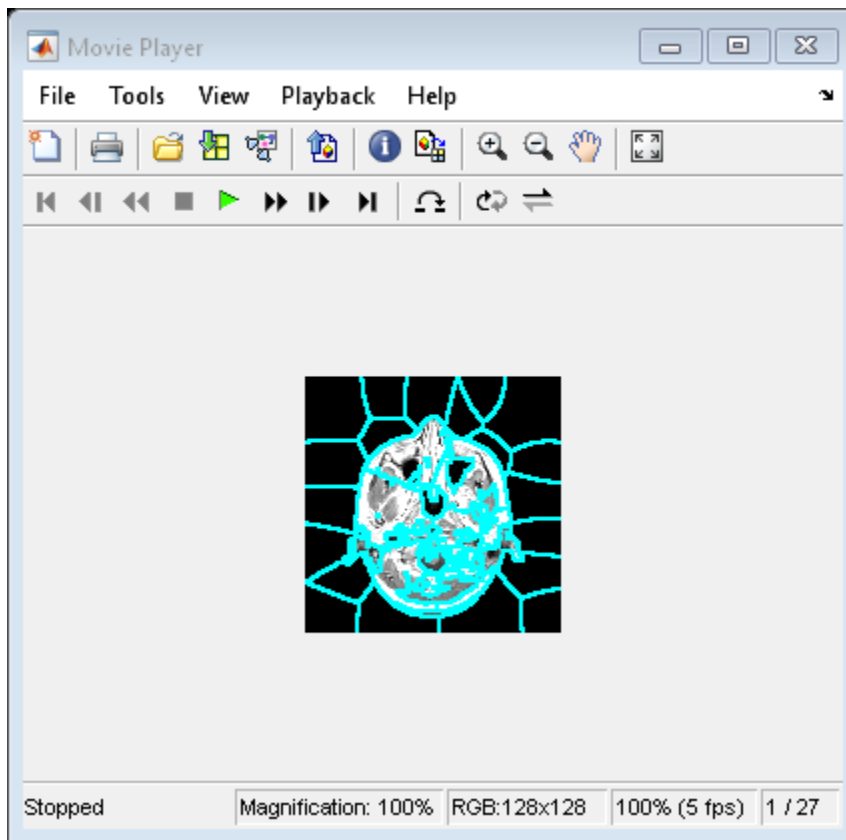 Movie Player
File Tools View Playback Help
Stopped Magnification: 100% RGB:128x128 100% (5 fps) 1 / 27